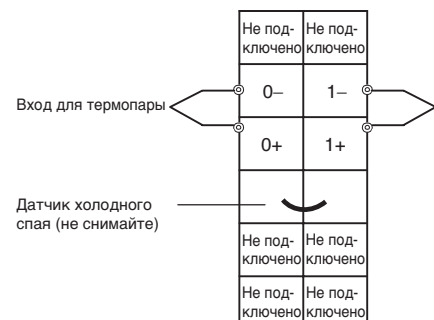 Не под-
ключено
Не под-
ключено
Вход для термопары
0–
1–
0+
1+
Датчик холодного
спая (не снимайте)
Не под-
ключено
Не под-
ключено
Не под-
ключено
Не под-
ключено